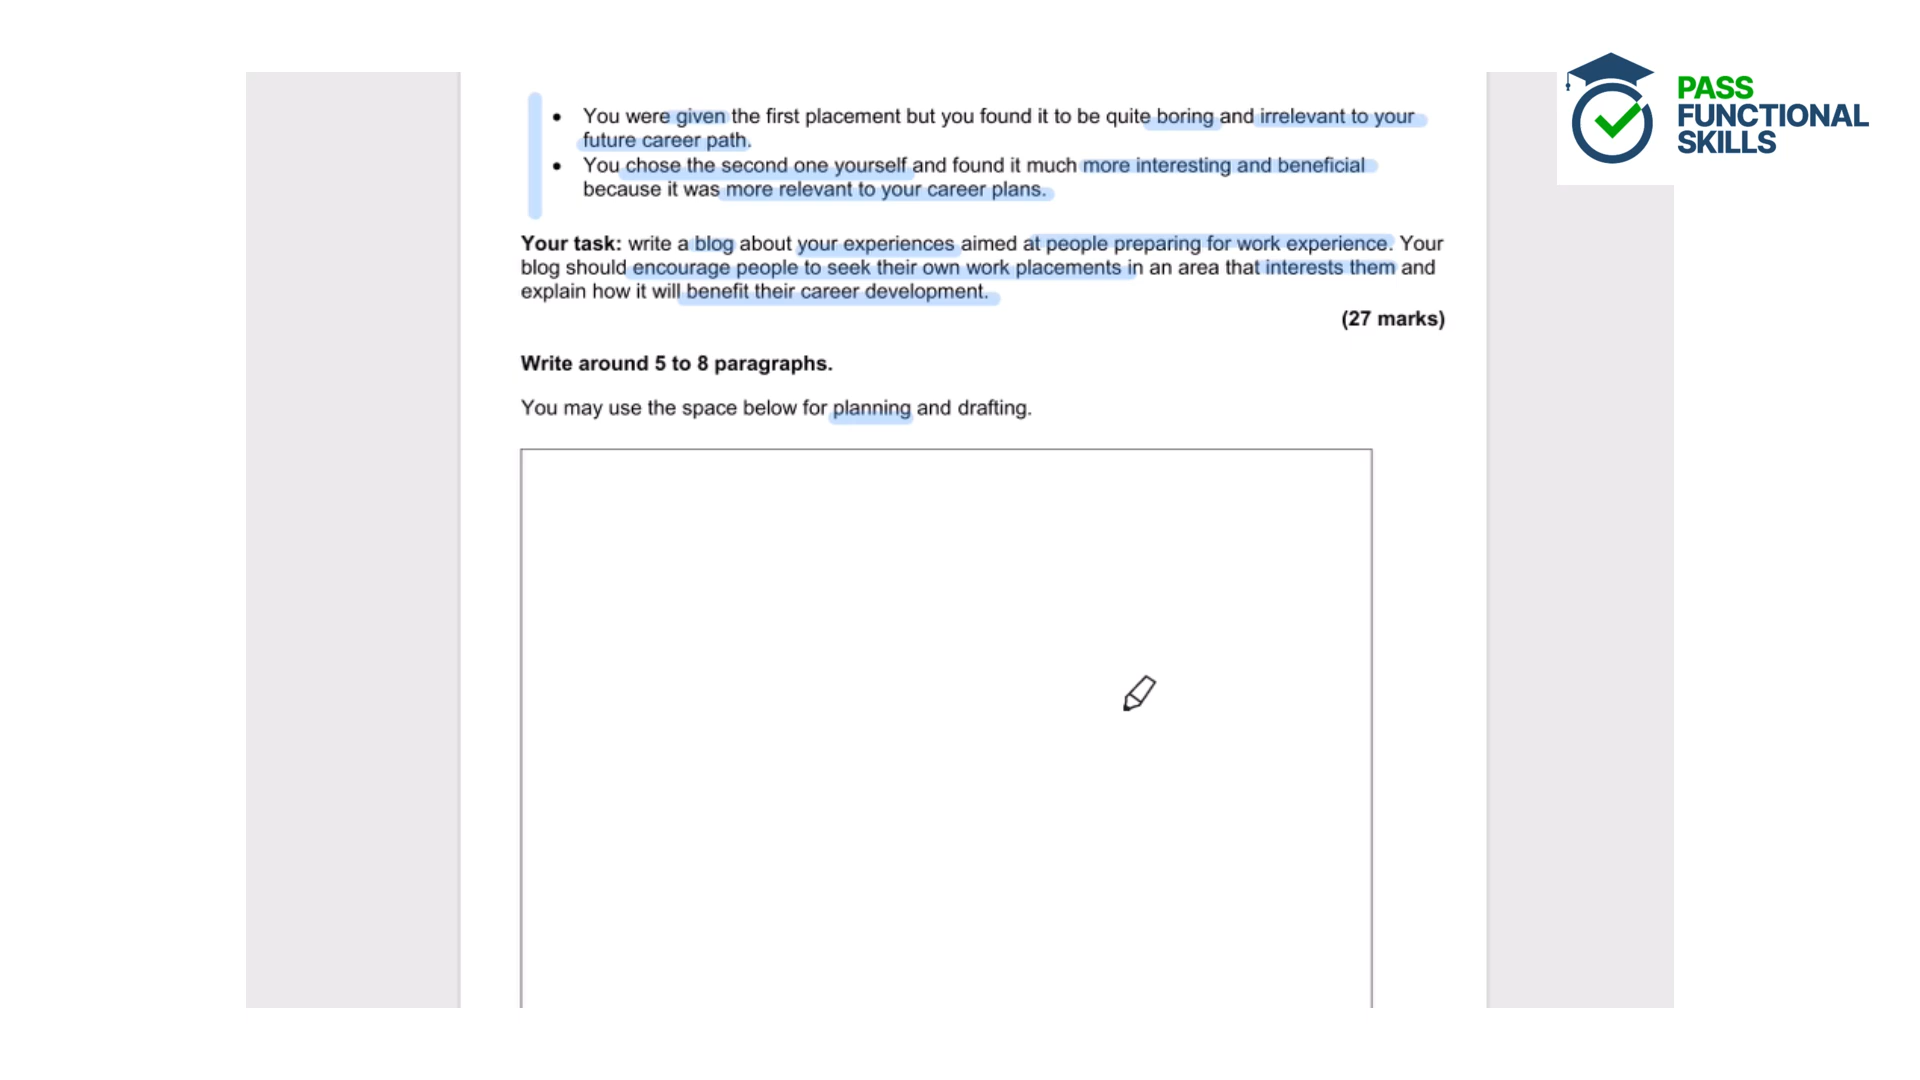 PASS
FUNCTIONAL
SKILLS
• You were given the first placement but you found it to be quite boring and irrelevant to your
future career path.
• You chose the second one yourself and found it much more interesting and beneficial
because it was more relevant to your career plans.
Your task: write a blog about your experiences aimed at people preparing for work experience. Your
blog should encourage people to seek their own work placements in an area that interests them and
explain how it will benefit their career development.
(27 marks)
Write around 5 to 8 paragraphs.
You may use the space below for planning and drafting.